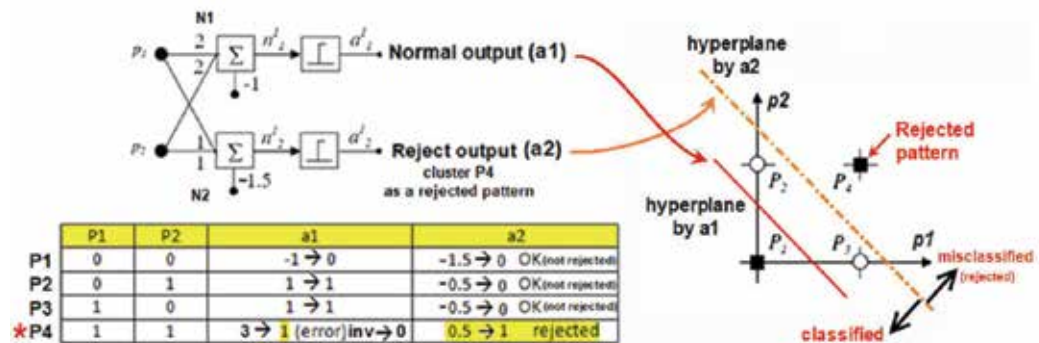 N1
p₁
2
2
Σ
n¹₁
a¹₁
-1
Normal output (a1)
p₂
1
1
Σ
n¹₂
a¹₂
-1.5
N2
Reject output (a2)
cluster P4
as a rejected pattern
hyperplane
by a2
p2
Rejected
pattern
P₂
P₄
hyperplane
by a1
P₁
P₃
p1
misclassified
(rejected)
classified
P1 P2 a1 a2
P1 0 0 -1 → 0 -1.5 → 0 OK(not rejected)
P2 0 1 1 → 1 -0.5 → 0 OK(not rejected)
P3 1 0 1 → 1 -0.5 → 0 OK(not rejected)
*P4 1 1 3 → 1 (error) inv → 0 0.5 → 1 rejected